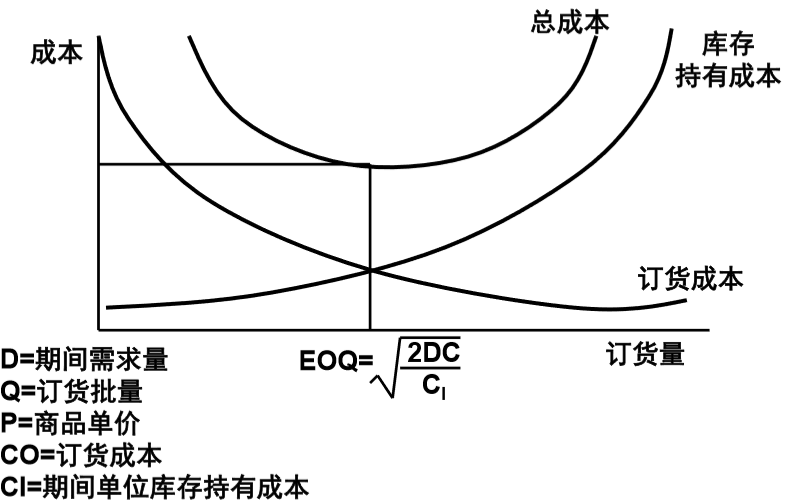 总成本
成本
库存
持有成本
订货成本
订货量
EOQ=√2DC/C_I
D=期间需求量
Q=订货批量
P=商品单价
CO=订货成本
CI=期间单位库存持有成本